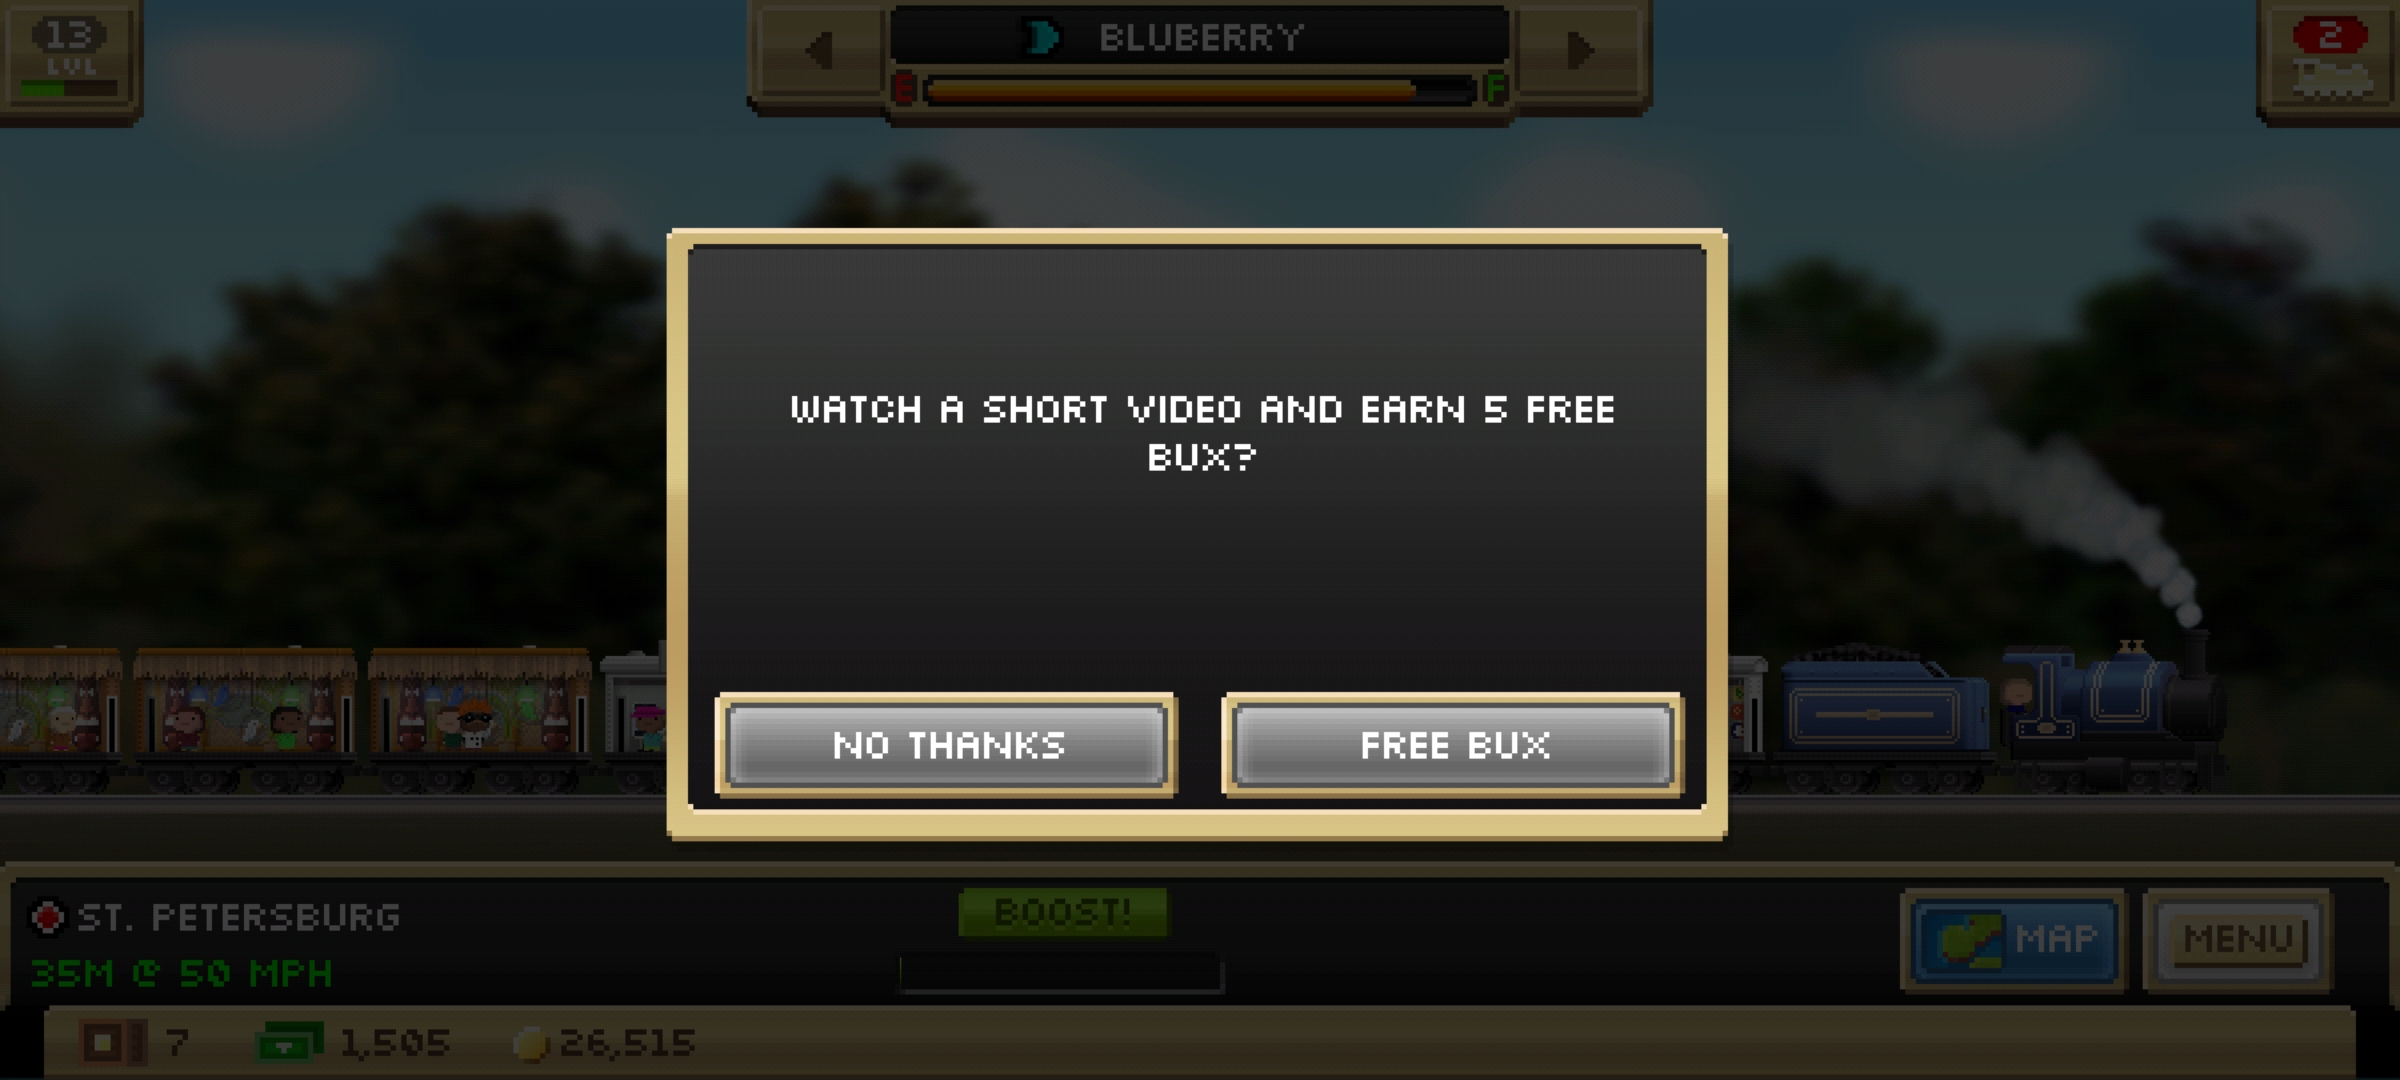 13
LVL
BLUBERRY
E F
2
WATCH A SHORT VIDEO AND EARN 5 FREE
BUX?
NO THANKS
FREE BUX
ST. PETERSBURG
35M @ 50 MPH
BOOST!
MAP
MENU
7
1,505
26,515